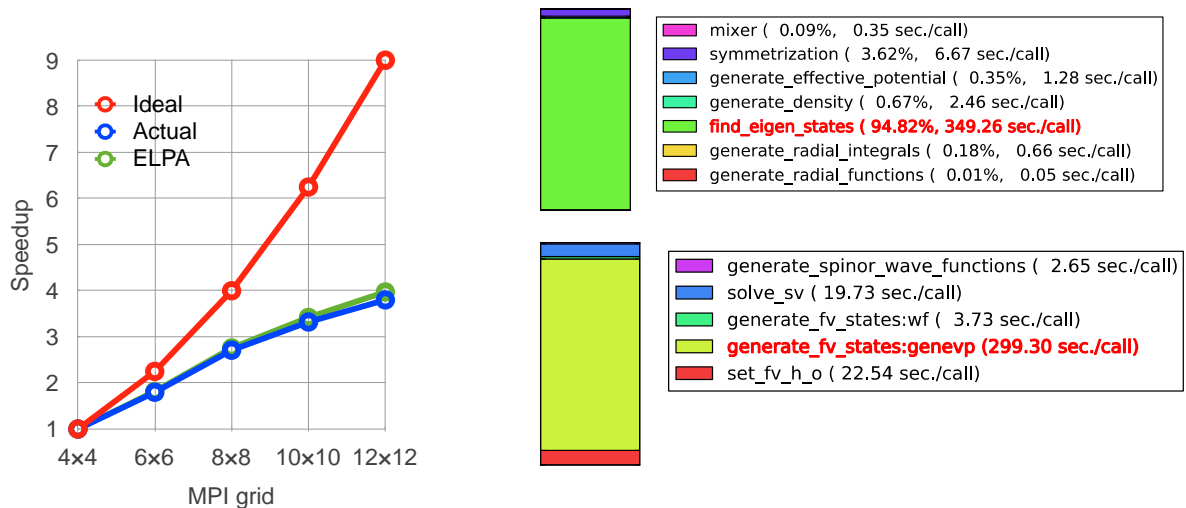 9
8
7
6
5
4
3
2
1
Speedup
Ideal
Actual
ELPA
4×4 6×6 8×8 10×10 12×12
MPI grid
mixer ( 0.09%, 0.35 sec./call)
symmetrization ( 3.62%, 6.67 sec./call)
generate_effective_potential ( 0.35%, 1.28 sec./call)
generate_density ( 0.67%, 2.46 sec./call)
find_eigen_states ( 94.82%, 349.26 sec./call)
generate_radial_integrals ( 0.18%, 0.66 sec./call)
generate_radial_functions ( 0.01%, 0.05 sec./call)
generate_spinor_wave_functions ( 2.65 sec./call)
solve_sv ( 19.73 sec./call)
generate_fv_states:wf ( 3.73 sec./call)
generate_fv_states:genevp (299.30 sec./call)
set_fv_h_o ( 22.54 sec./call)